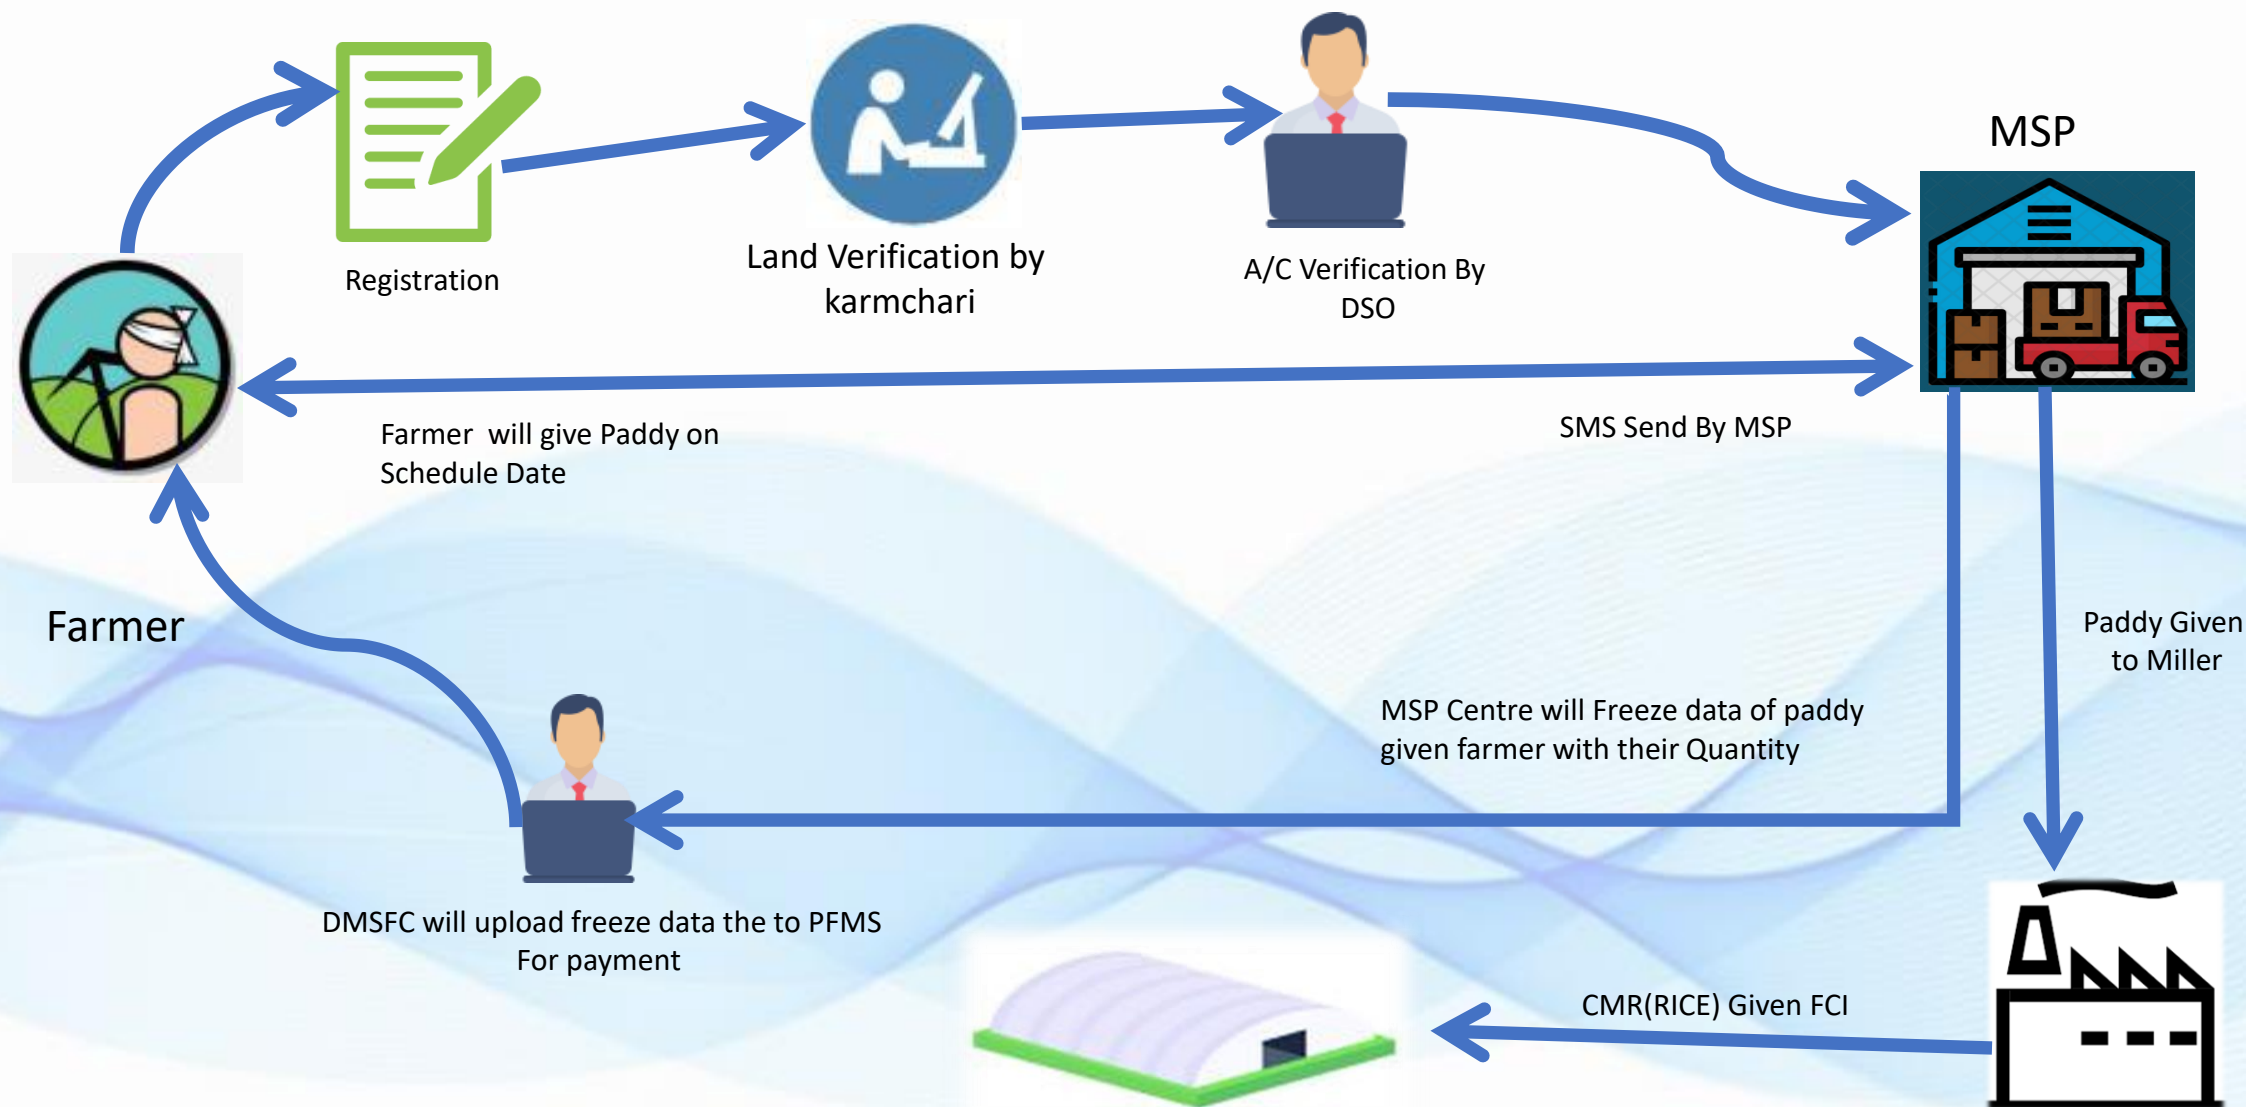 MSP
Registration
Land Verification by
karmchari
A/C Verification By
DSO
Farmer will give Paddy on
Schedule Date
SMS Send By MSP
Farmer
Paddy Given
to Miller
MSP Centre will Freeze data of paddy
given farmer with their Quantity
DMSFC will upload freeze data the to PFMS
For payment
CMR(RICE) Given FCI